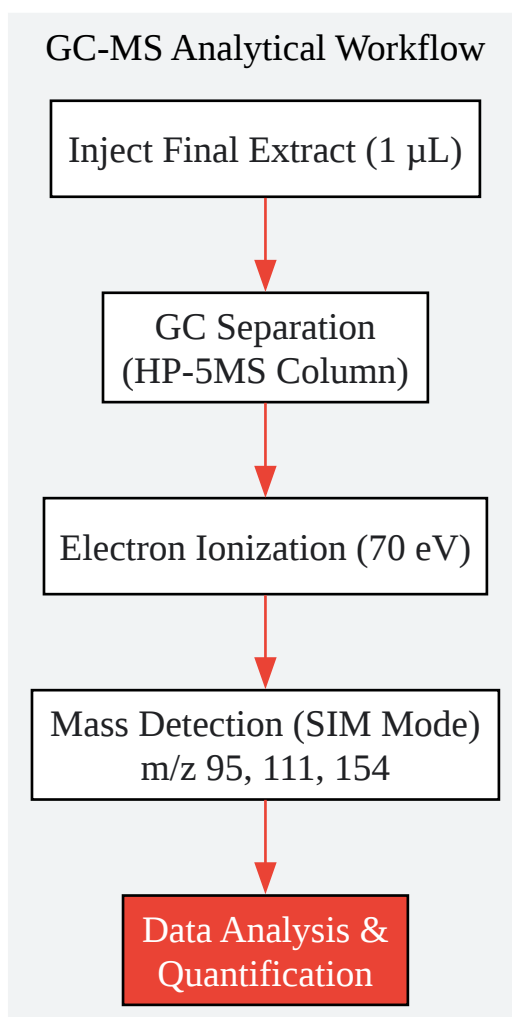 GC-MS Analytical Workflow
Inject Final Extract (1 µL)
GC Separation
(HP-5MS Column)
Electron Ionization (70 eV)
Mass Detection (SIM Mode)
m/z 95, 111, 154
Data Analysis &
Quantification